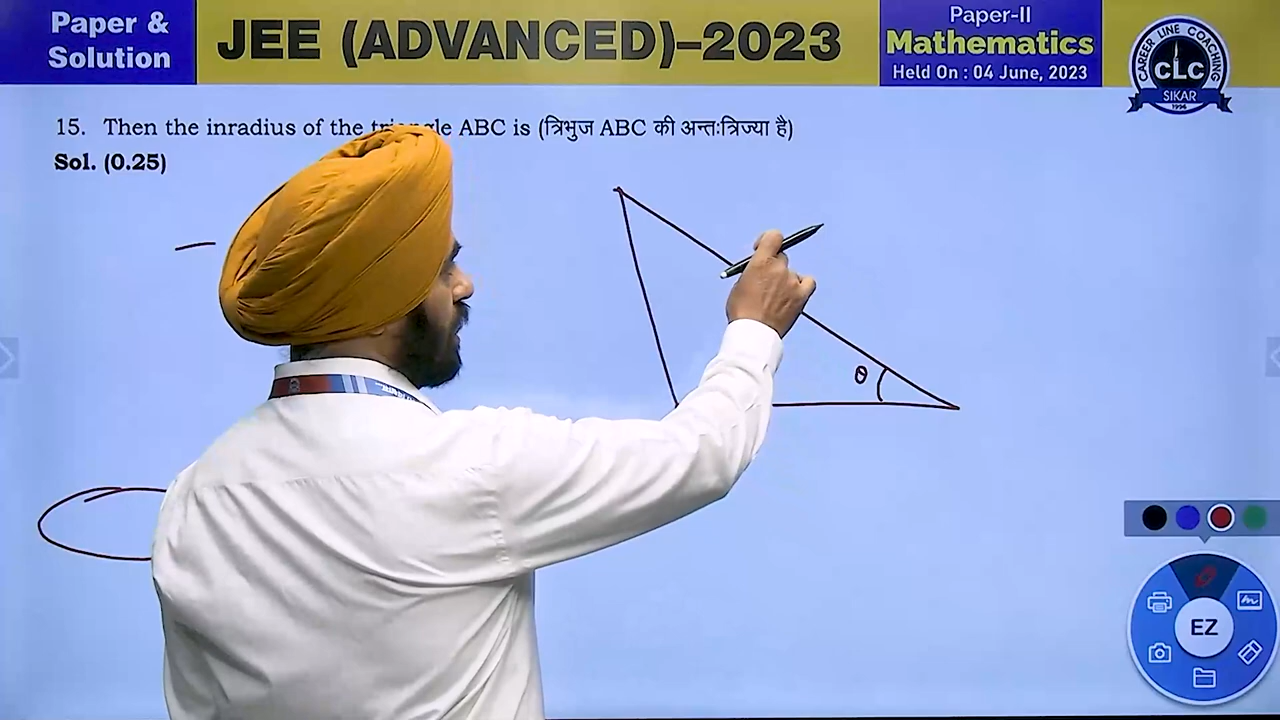 Paper &
Solution
JEE (ADVANCED)–2023
Paper-II
Mathematics
Held On : 04 June, 2023
CAREER LINE COACHING
CLC
SIKAR
1996
15. Then the inradius of the triangle ABC is (त्रिभुज ABC की अन्तःत्रिज्या है)
Sol. (0.25)
θ
EZ